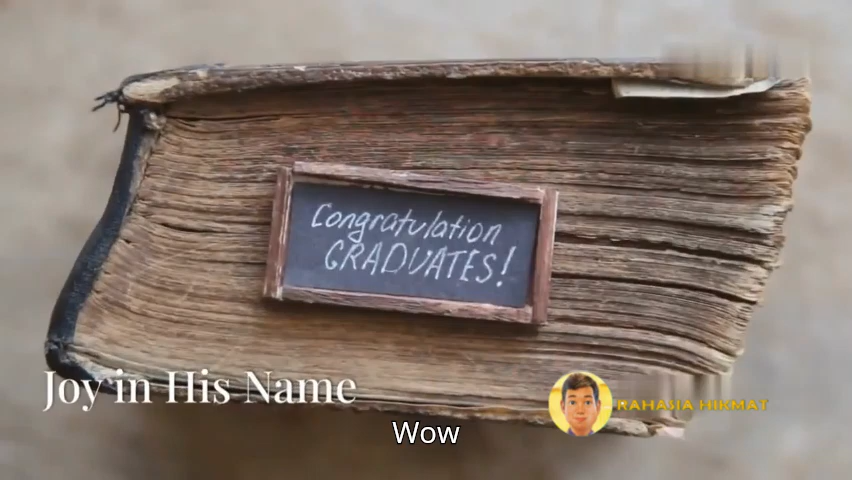 Congratulation
GRADUATES!
Joy in His Name
RAHASIA HIKMAT
Wow